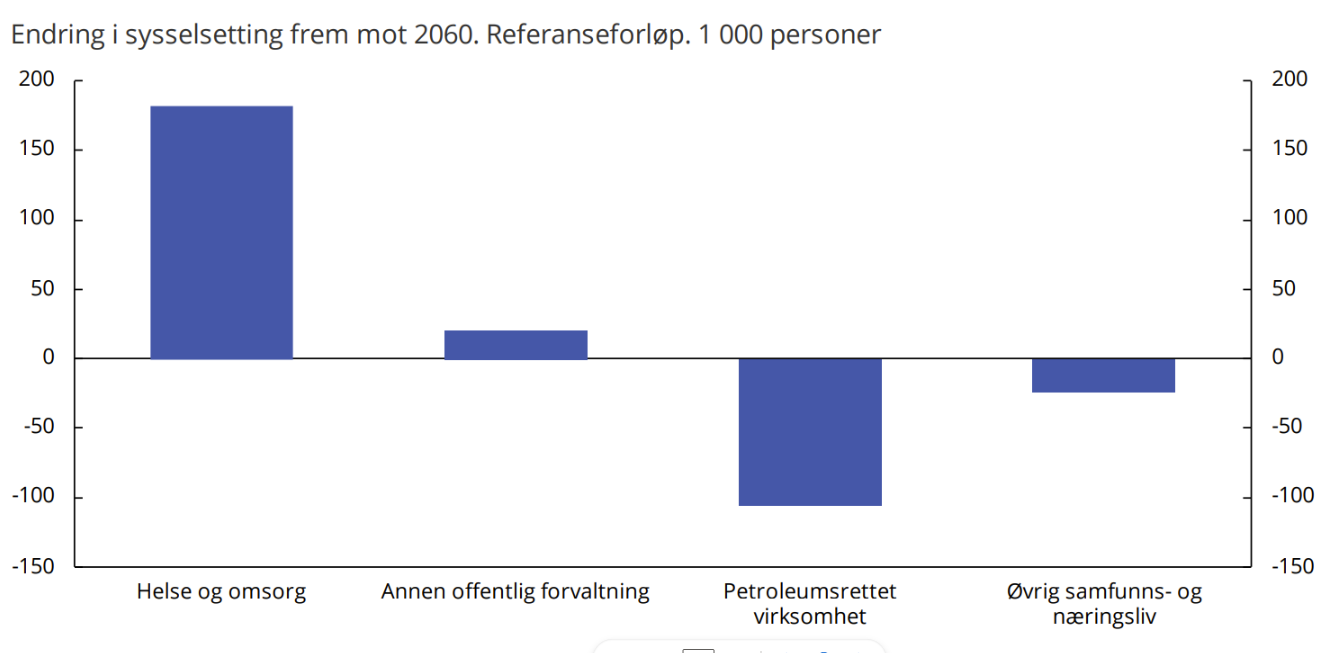 Endring i sysselsetting frem mot 2060. Referanseforløp. 1 000 personer
200 200
150 150
100 100
50 50
0 0
-50 -50
-100 -100
-150 -150
Helse og omsorg Annen offentlig forvaltning Petroleumsrettet Øvrig samfunns- og
virksomhet næringsliv